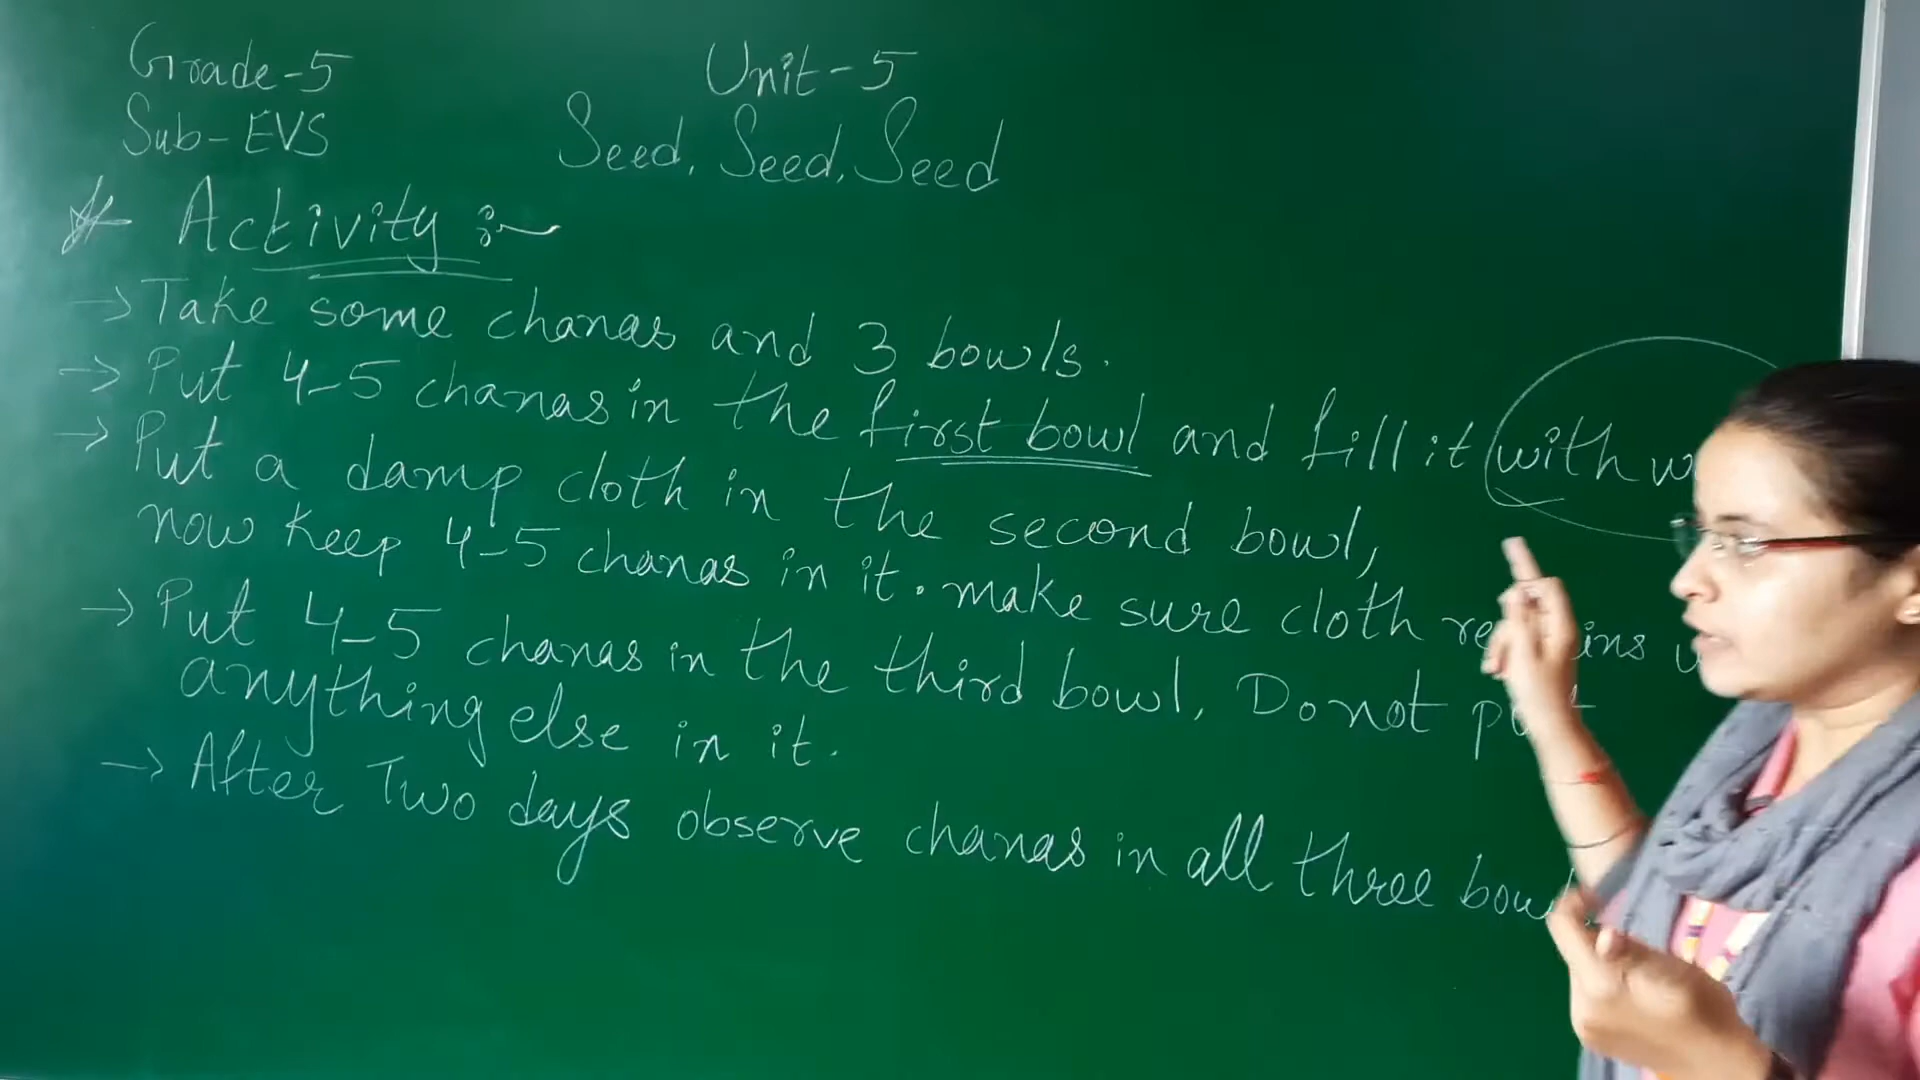 Grade-5
Unit-5
Sub-EVS
Seed, Seed, Seed
Activity :-
→ Take some chanas and 3 bowls.
→ Put 4-5 chanas in the first bowl and fill it with
→ Put a damp cloth in the second bowl,
now keep 4-5 chanas in it. make sure cloth
→ Put 4-5 chanas in the third bowl, Do not
anything else in it.
→ After Two days observe chanas in all three